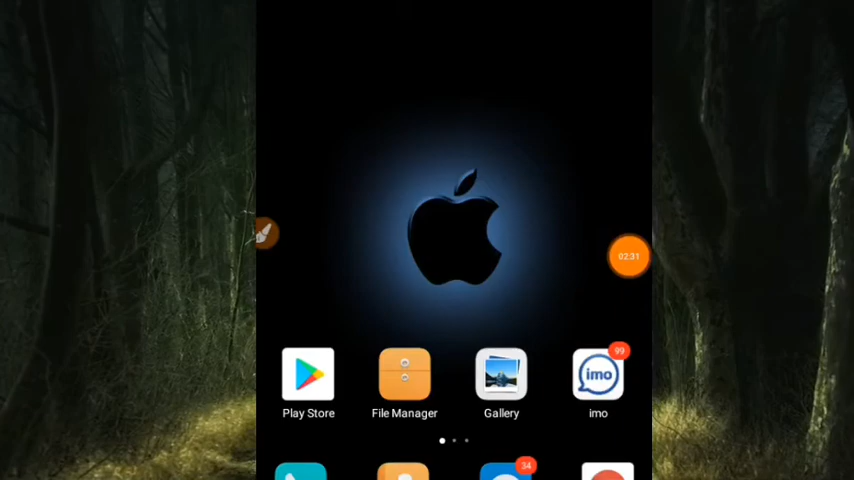 02:31
99
imo
Play Store
File Manager
Gallery
imo
34